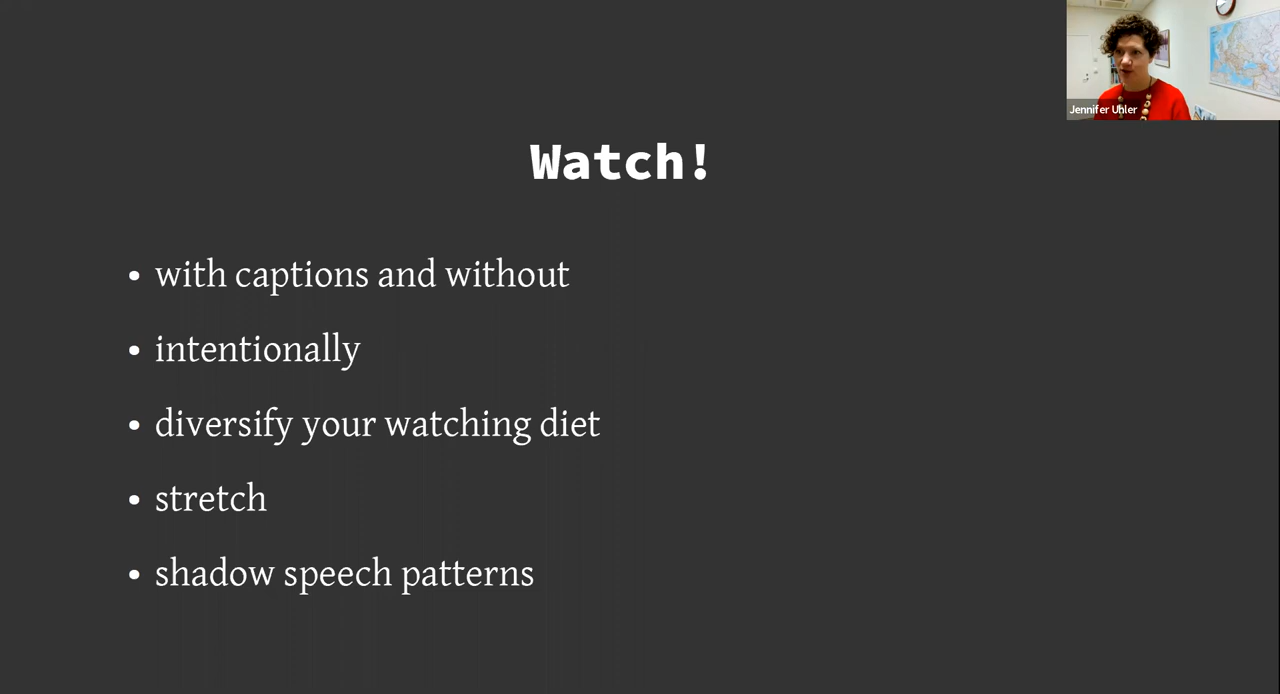 Jennifer Uhler
Watch!
• with captions and without
• intentionally
• diversify your watching diet
• stretch
• shadow speech patterns